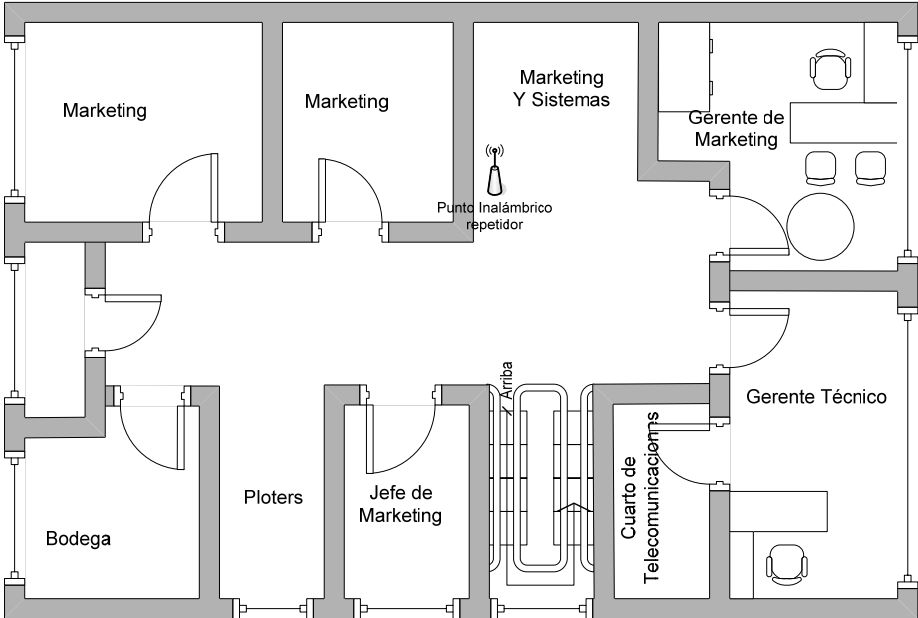 Marketing
Marketing
Marketing
Y Sistemas
Gerente de
Marketing
Punto Inalámbrico
repetidor
Arriba
Gerente Técnico
Cuarto de
Telecomunicaciones
Jefe de
Marketing
Ploters
Bodega